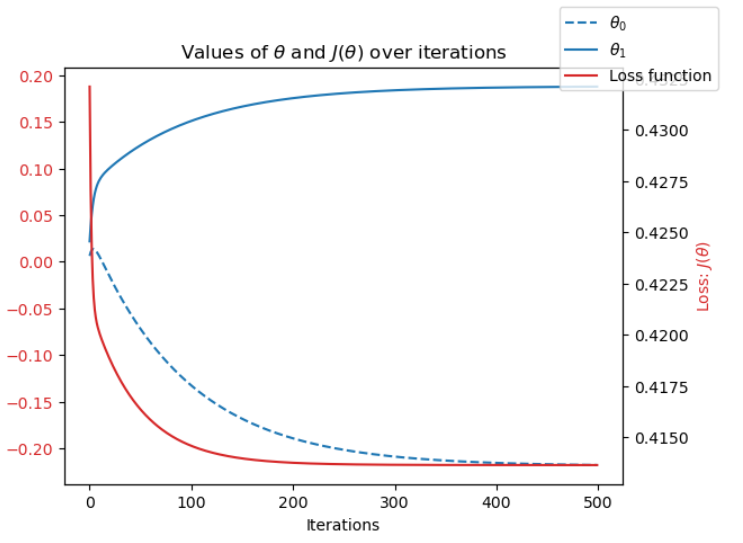 θ₀
θ₁
Loss function
Values of θ and J(θ) over iterations
0.20
0.15
0.10
0.05
0.00
−0.05
−0.10
−0.15
−0.20
0.4325
0.4300
0.4275
0.4250
0.4225
0.4200
0.4175
0.4150
Loss: J(θ)
0 100 200 300 400 500
Iterations